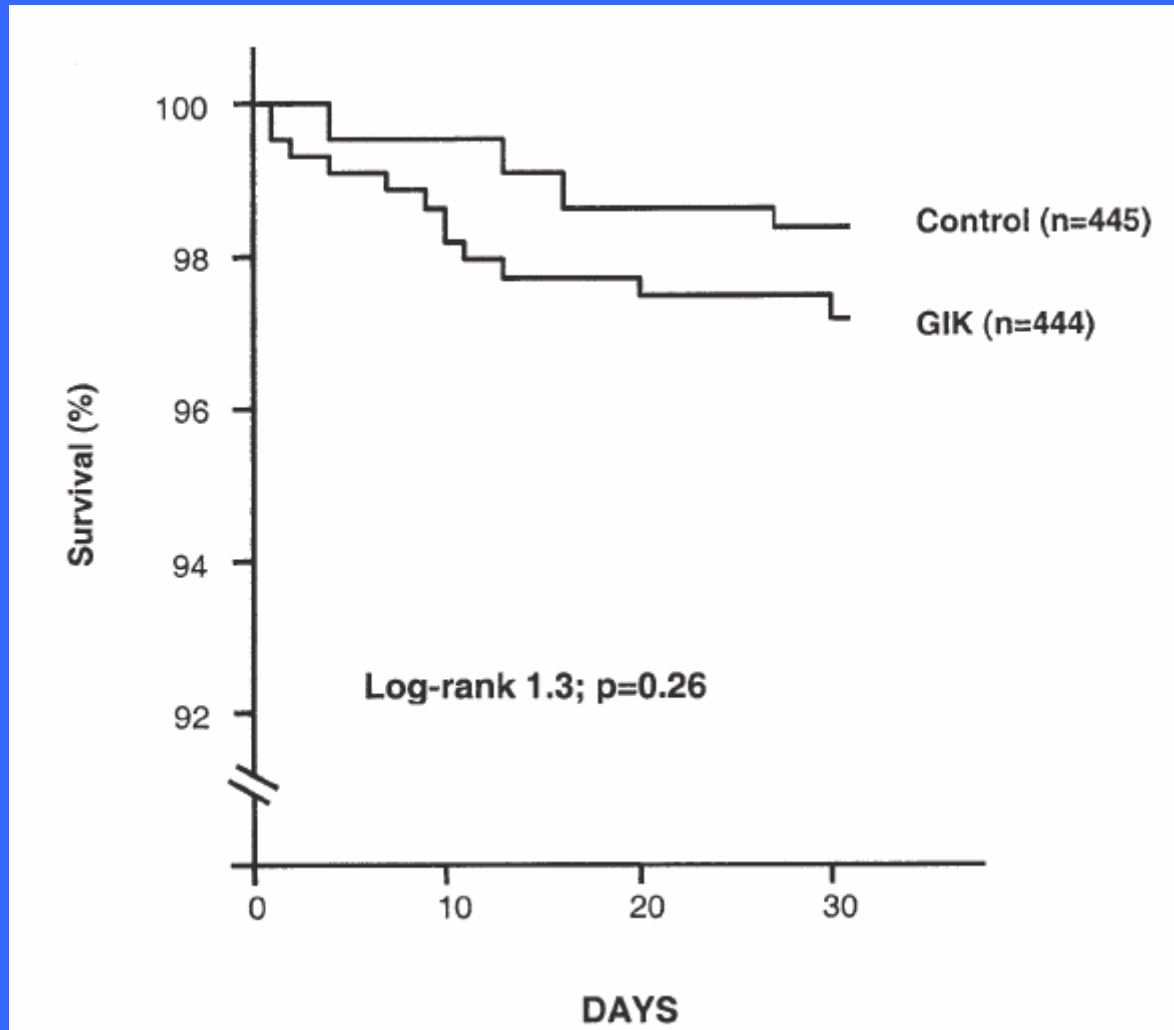 100
98
96
94
92
Survival (%)
Control (n=445)
GIK (n=444)
Log-rank 1.3; p=0.26
0 10 20 30
DAYS